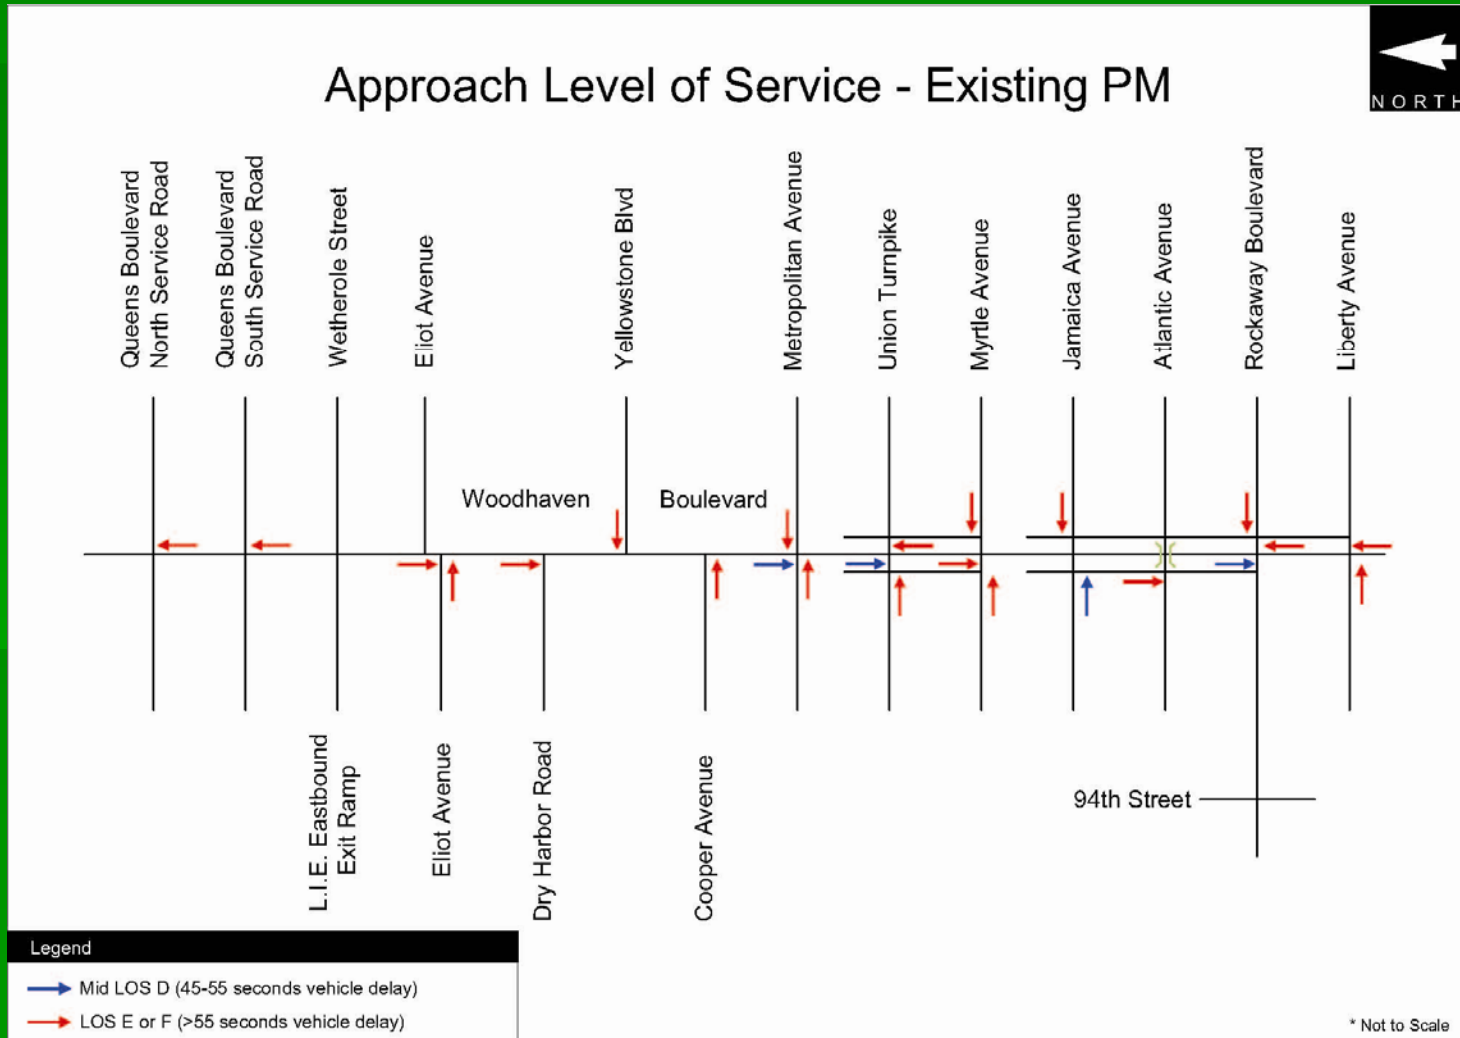 NORTH
Approach Level of Service - Existing PM
Queens Boulevard
North Service Road
Queens Boulevard
South Service Road
Wetherole Street
Eliot Avenue
Yellowstone Blvd
Metropolitan Avenue
Union Turnpike
Myrtle Avenue
Jamaica Avenue
Atlantic Avenue
Rockaway Boulevard
Liberty Avenue
Woodhaven Boulevard
L.I.E. Eastbound
Exit Ramp
Eliot Avenue
Dry Harbor Road
Cooper Avenue
94th Street
Legend
Mid LOS D (45-55 seconds vehicle delay)
LOS E or F (>55 seconds vehicle delay)
* Not to Scale